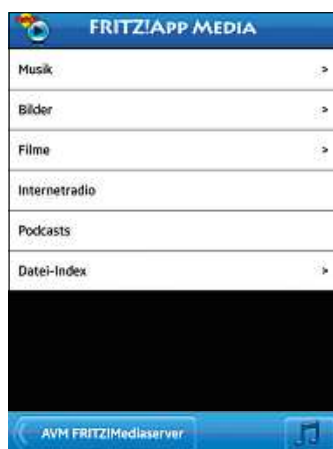 FRITZ!APP MEDIA
Musik >
Bilder >
Filme >
Internetradio
Podcasts
Datei-Index >
AVM FRITZ!Mediaserver